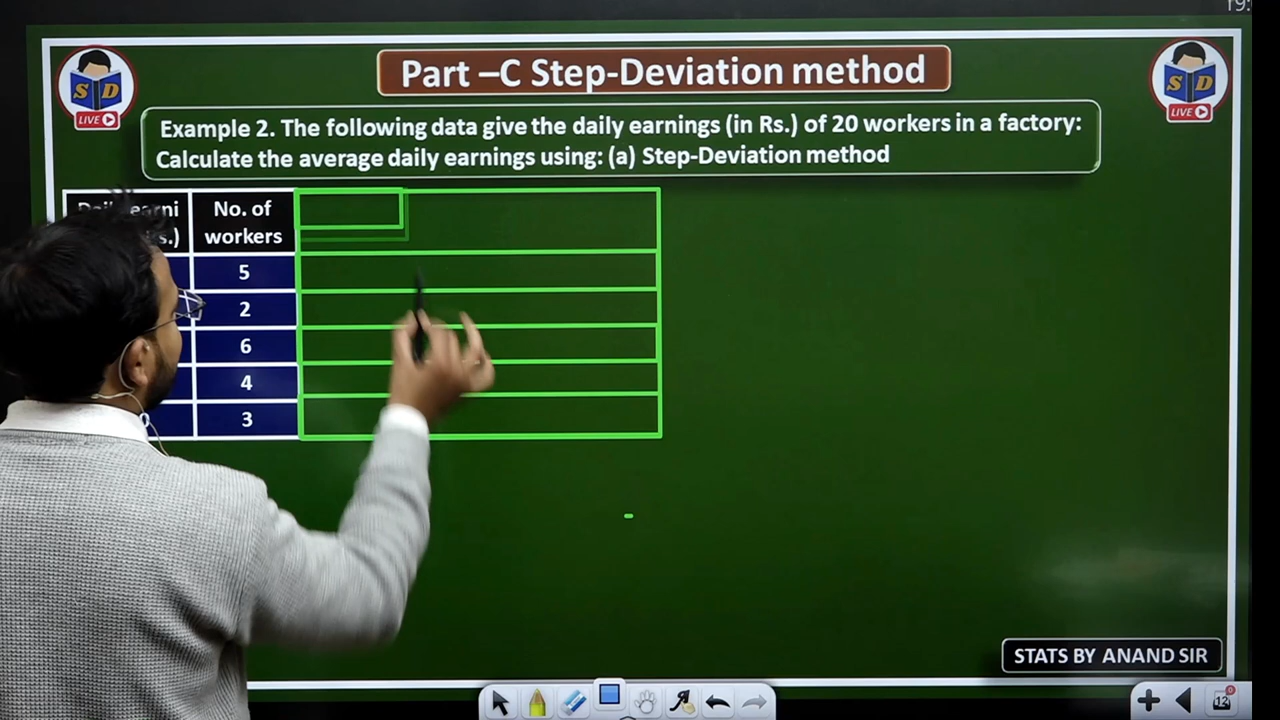 19:
Part –C Step-Deviation method
S D
LIVE
S D
LIVE
Example 2. The following data give the daily earnings (in Rs.) of 20 workers in a factory:
Calculate the average daily earnings using: (a) Step-Deviation method
No. of
workers
5
2
6
4
3
STATS BY ANAND SIR
12